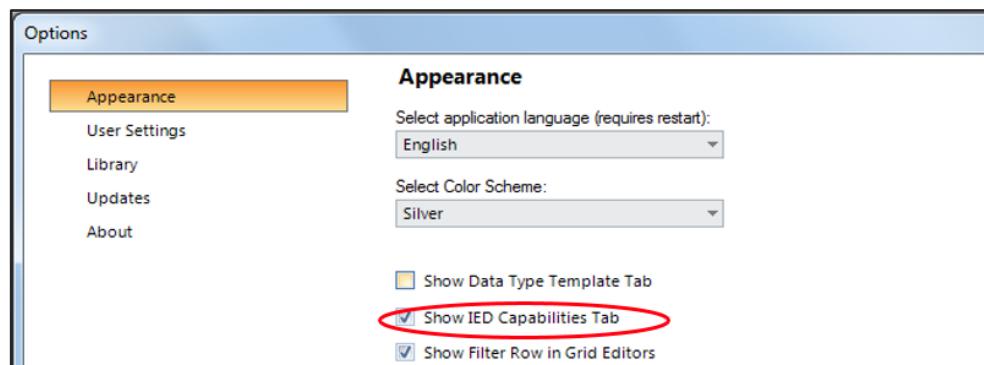 Options
Appearance
User Settings
Library
Updates
About
Appearance
Select application language (requires restart):
English
Select Color Scheme:
Silver
Show Data Type Template Tab
Show IED Capabilities Tab
Show Filter Row in Grid Editors